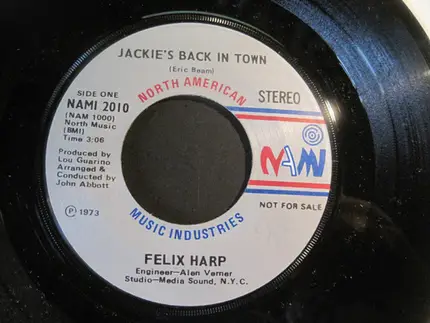 JACKIE'S BACK IN TOWN
(Eric Beam)
NORTH AMERICAN
SIDE ONE
STEREO
NAMI 2010
(NAM 1000)
North Music
(BMI)
Time 3:06
NAMI
Produced by
Lou Guarino
Arranged &
Conducted by
John Abbott
NOT FOR SALE
Ⓟ 1973
MUSIC INDUSTRIES
FELIX HARP
Engineer—Alan Verner
Studio—Media Sound, N.Y.C.